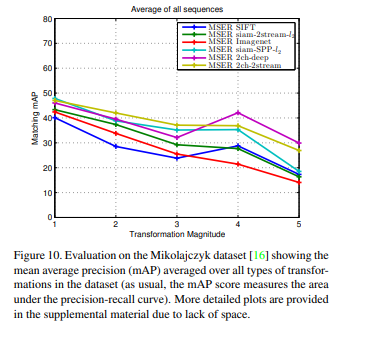 Average of all sequences
80
70
60
50
40
30
20
10
0
Matching mAP
MSER SIFT
MSER siam-2stream-l₂
MSER Imagenet
MSER siam-SPP-l₂
MSER 2ch-deep
MSER 2ch-2stream
1 2 3 4 5
Transformation Magnitude
Figure 10. Evaluation on the Mikolajczyk dataset [16] showing the
mean average precision (mAP) averaged over all types of transfor-
mations in the dataset (as usual, the mAP score measures the area
under the precision-recall curve). More detailed plots are provided
in the supplemental material due to lack of space.